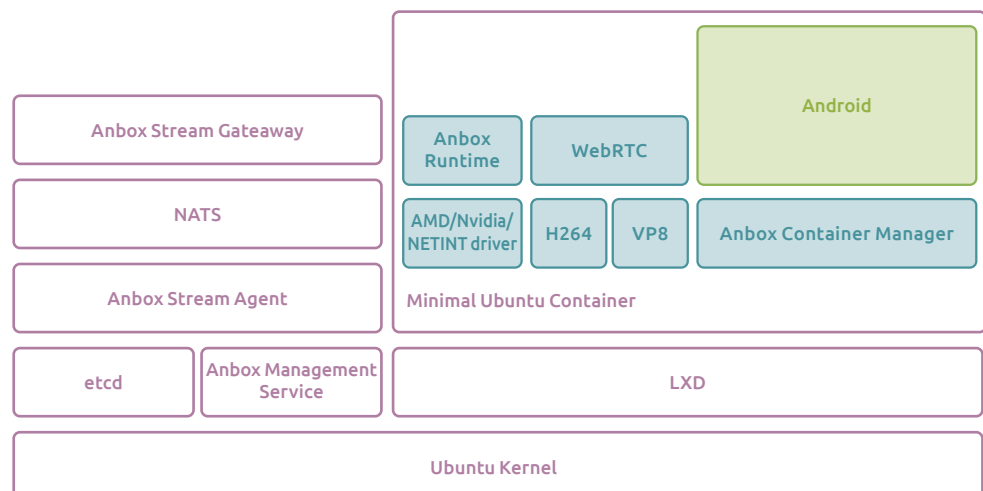 Android
Anbox Stream Gateaway
Anbox
Runtime
WebRTC
NATS
AMD/Nvidia/
NETINT driver
H264
VP8
Anbox Container Manager
Anbox Stream Agent
Minimal Ubuntu Container
etcd
Anbox Management
Service
LXD
Ubuntu Kernel